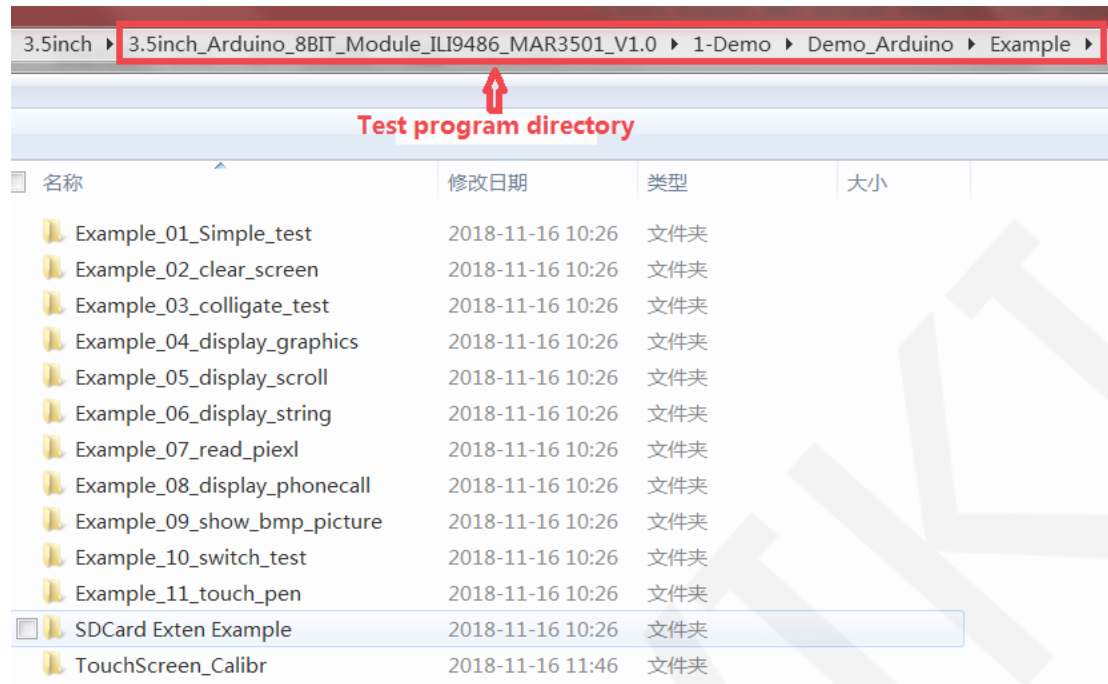 3.5inch ▸ 3.5inch_Arduino_8BIT_Module_ILI9486_MAR3501_V1.0 ▸ 1-Demo ▸ Demo_Arduino ▸ Example ▸
Test program directory
名称 修改日期 类型 大小
Example_01_Simple_test 2018-11-16 10:26 文件夹
Example_02_clear_screen 2018-11-16 10:26 文件夹
Example_03_colligate_test 2018-11-16 10:26 文件夹
Example_04_display_graphics 2018-11-16 10:26 文件夹
Example_05_display_scroll 2018-11-16 10:26 文件夹
Example_06_display_string 2018-11-16 10:26 文件夹
Example_07_read_piexl 2018-11-16 10:26 文件夹
Example_08_display_phonecall 2018-11-16 10:26 文件夹
Example_09_show_bmp_picture 2018-11-16 10:26 文件夹
Example_10_switch_test 2018-11-16 10:26 文件夹
Example_11_touch_pen 2018-11-16 10:26 文件夹
SDCard Exten Example 2018-11-16 10:26 文件夹
TouchScreen_Calibr 2018-11-16 11:46 文件夹